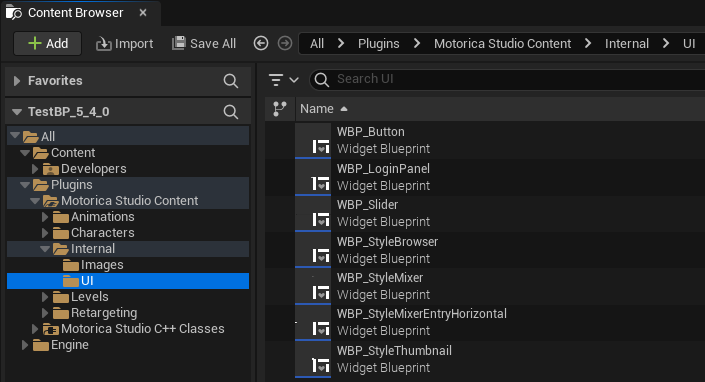 Content Browser
Add Import Save All All Plugins Motorica Studio Content Internal UI
Favorites
TestBP_5_4_0
All
Content
Developers
Plugins
Motorica Studio Content
Animations
Characters
Internal
Images
UI
Levels
Retargeting
Motorica Studio C++ Classes
Engine
Search UI
Name
WBP_Button
Widget Blueprint
WBP_LoginPanel
Widget Blueprint
WBP_Slider
Widget Blueprint
WBP_StyleBrowser
Widget Blueprint
WBP_StyleMixer
Widget Blueprint
WBP_StyleMixerEntryHorizontal
Widget Blueprint
WBP_StyleThumbnail
Widget Blueprint